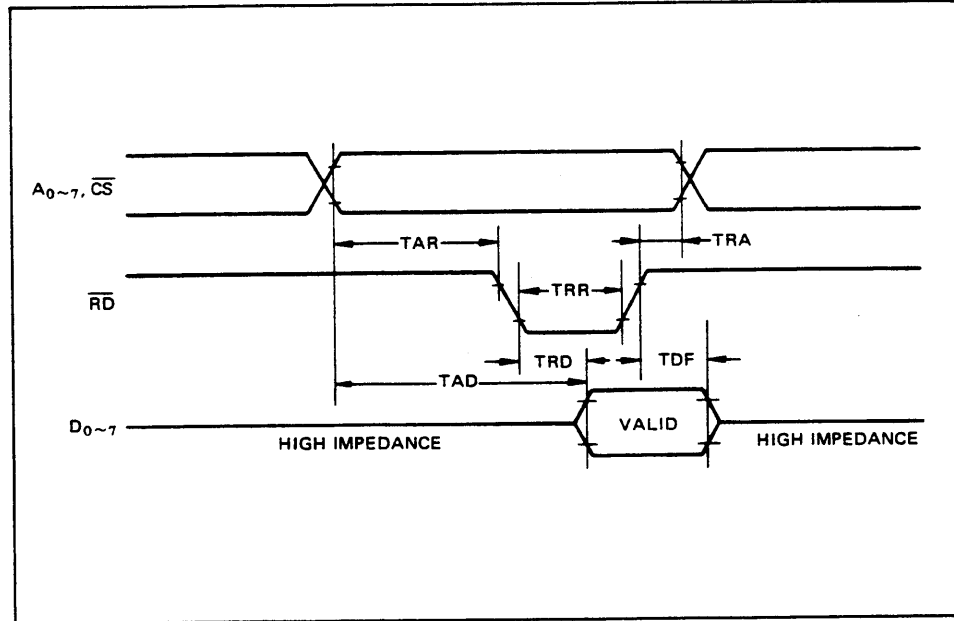 A0~7, CS
TAR
TRA
RD
TRR
TRD
TDF
TAD
D0~7
VALID
HIGH IMPEDANCE
HIGH IMPEDANCE